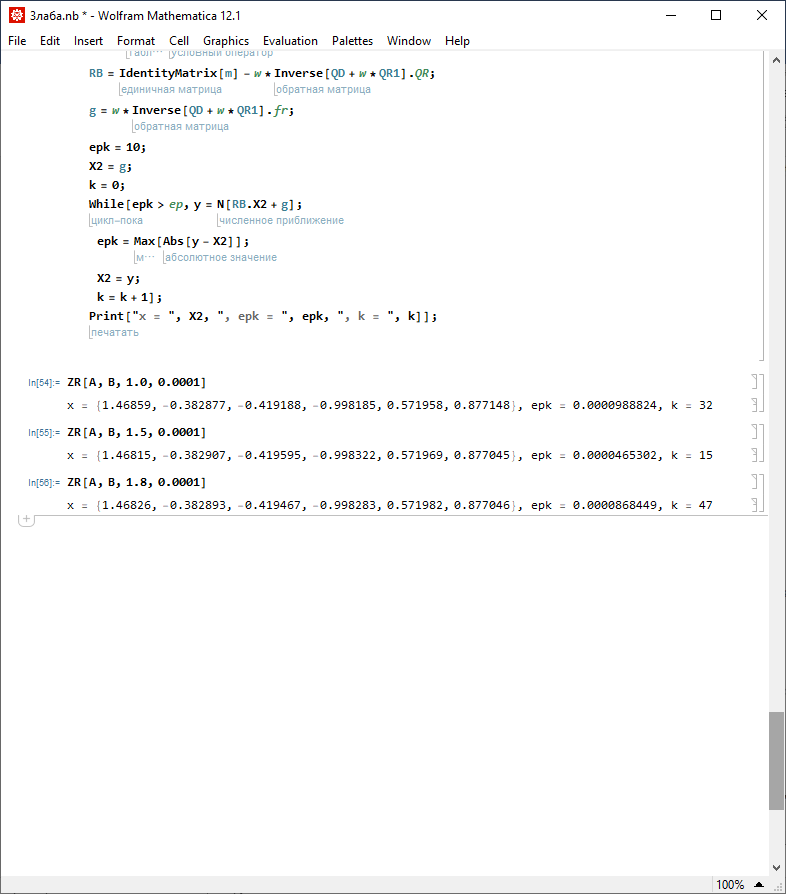 3лаба.nb * - Wolfram Mathematica 12.1
File Edit Insert Format Cell Graphics Evaluation Palettes Window Help
табл⋯ условный оператор
RB = IdentityMatrix[m] - w * Inverse[QD + w * QR1].QR;
единичная матрица обратная матрица
g = w * Inverse[QD + w * QR1].fr;
обратная матрица
epk = 10;
X2 = g;
k = 0;
While[epk > ep, y = N[RB.X2 + g];
цикл-пока численное приближение
epk = Max[Abs[y - X2]];
м⋯ абсолютное значение
X2 = y;
k = k + 1];
Print["x = ", X2, ", epk = ", epk, ", k = ", k]];
печатать
In[54]:= ZR[A, B, 1.0, 0.0001]
x = {1.46859, -0.382877, -0.419188, -0.998185, 0.571958, 0.877148}, epk = 0.0000988824, k = 32
In[55]:= ZR[A, B, 1.5, 0.0001]
x = {1.46815, -0.382907, -0.419595, -0.998322, 0.571969, 0.877045}, epk = 0.0000465302, k = 15
In[56]:= ZR[A, B, 1.8, 0.0001]
x = {1.46826, -0.382893, -0.419467, -0.998283, 0.571982, 0.877046}, epk = 0.0000868449, k = 47
100%